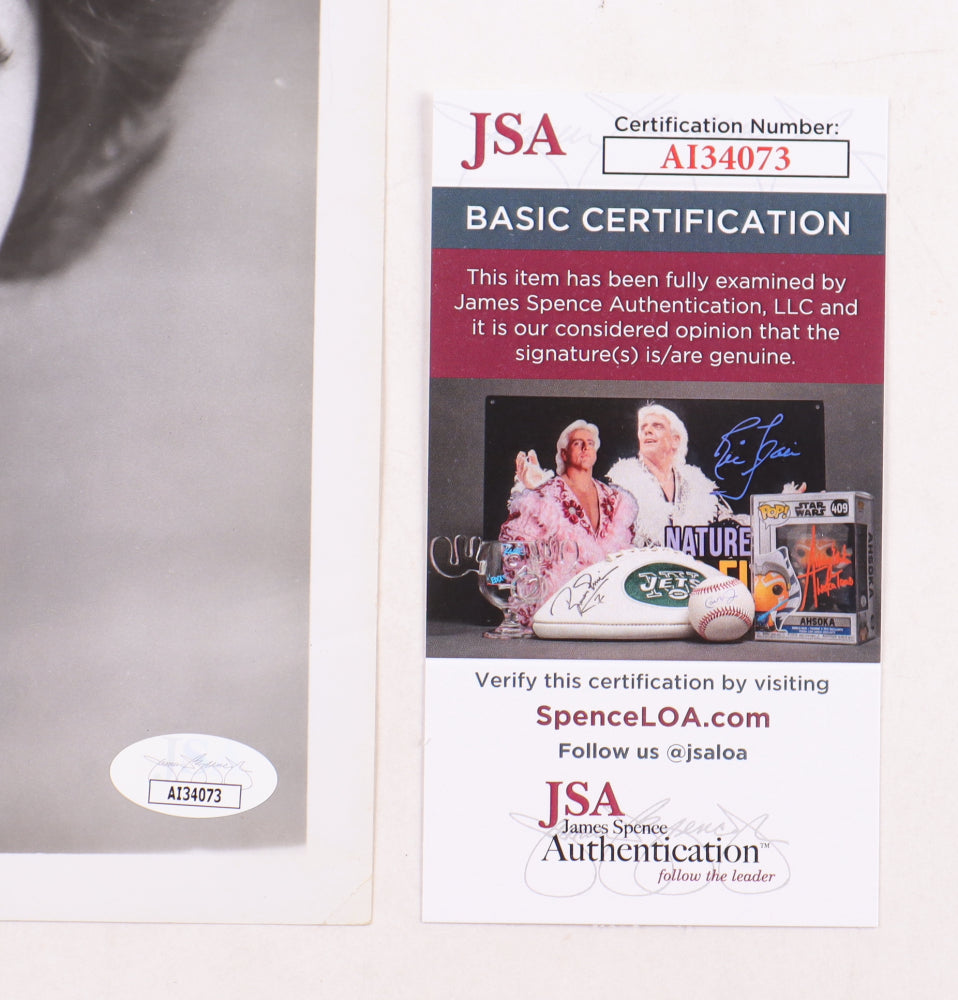 JSA
Certification Number:
AI34073
BASIC CERTIFICATION
This item has been fully examined by
James Spence Authentication, LLC and
it is our considered opinion that the
signature(s) is/are genuine.
NATURE
JETS
POP!
STAR
WARS
409
AHSOKA
AHSOKA
Verify this certification by visiting
SpenceLOA.com
Follow us @jsaloa
JSA
James Spence
Authentication™
follow the leader
JSA
AI34073